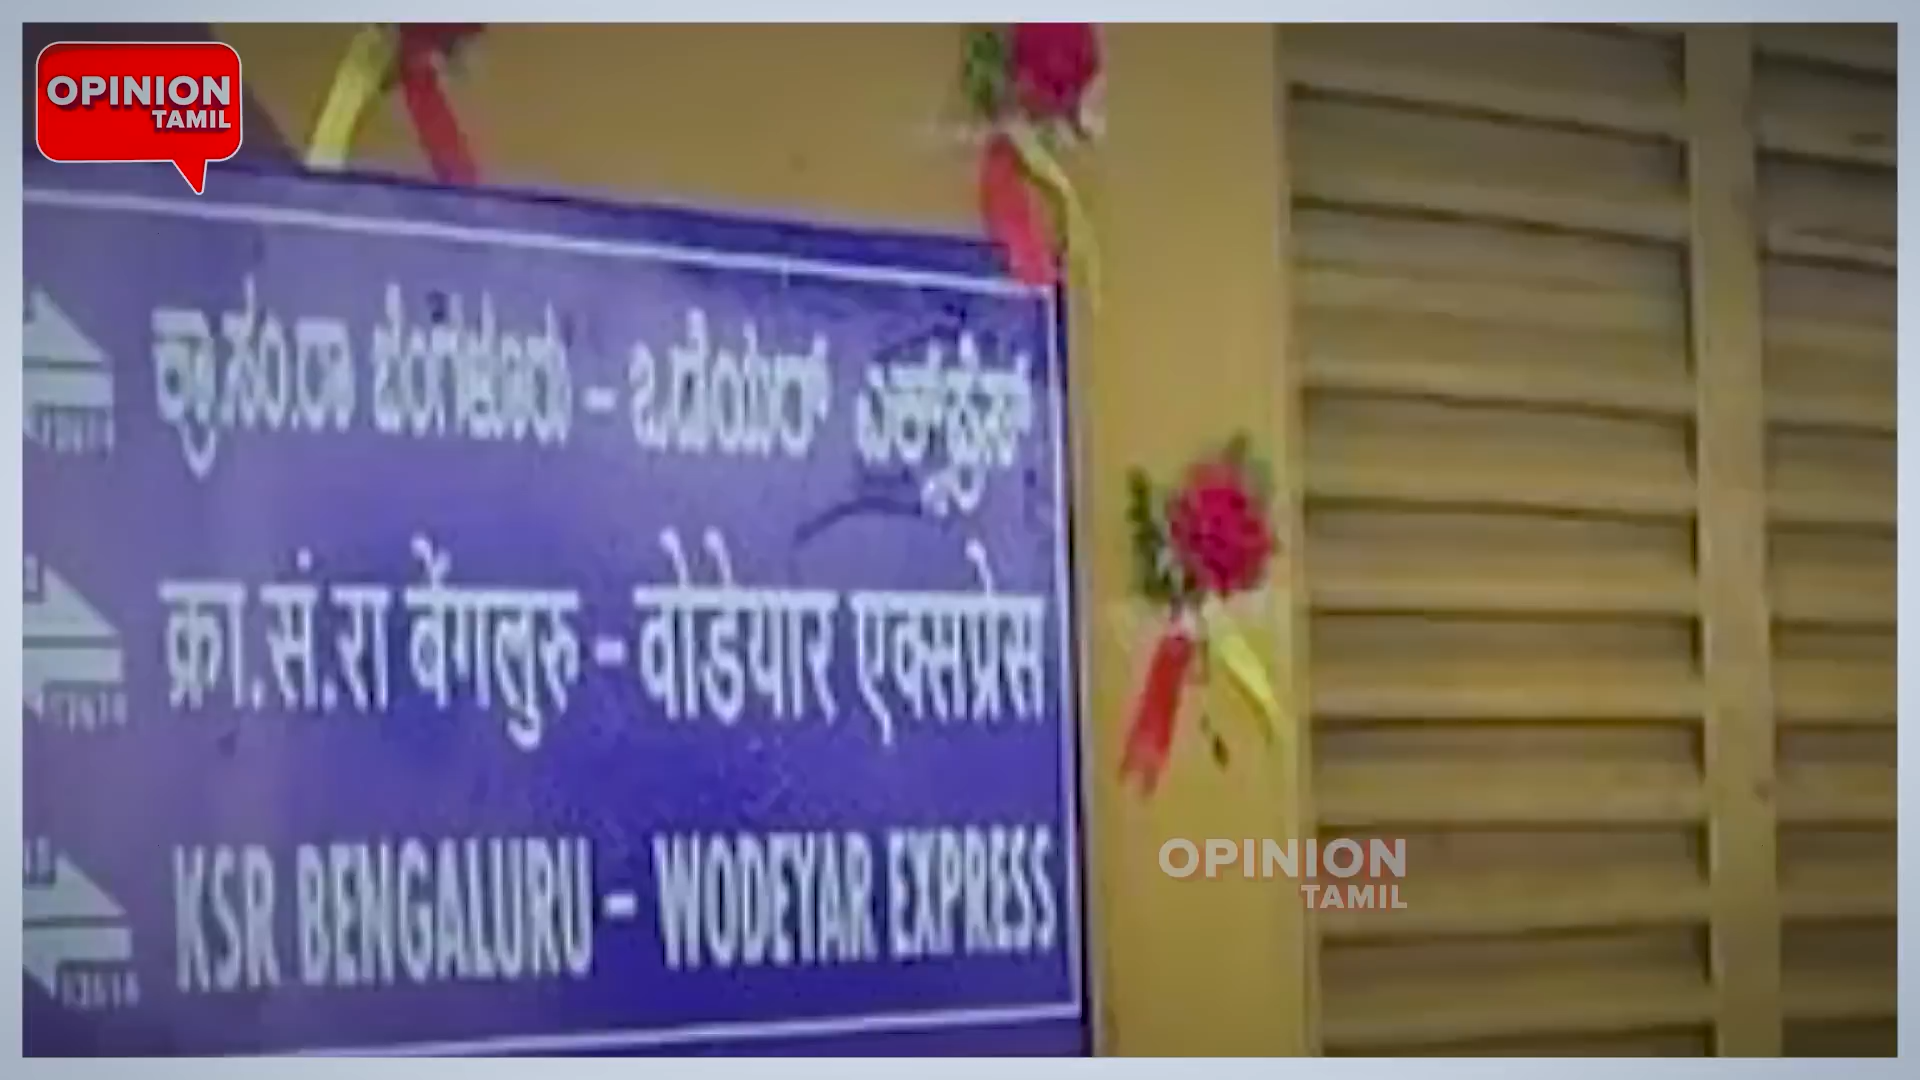 OPINION
TAMIL
ಕ್ರಾ.ಸಂ.ರಾ ಬೆಂಗಳೂರು – ಒಡೆಯರ್ ಎಕ್ಸ್‌ಪ್ರೆಸ್
क्रा.सं.रा बेंगलुरु – वोडेयार एक्सप्रेस
KSR BENGALURU – WODEYAR EXPRESS
OPINION
TAMIL